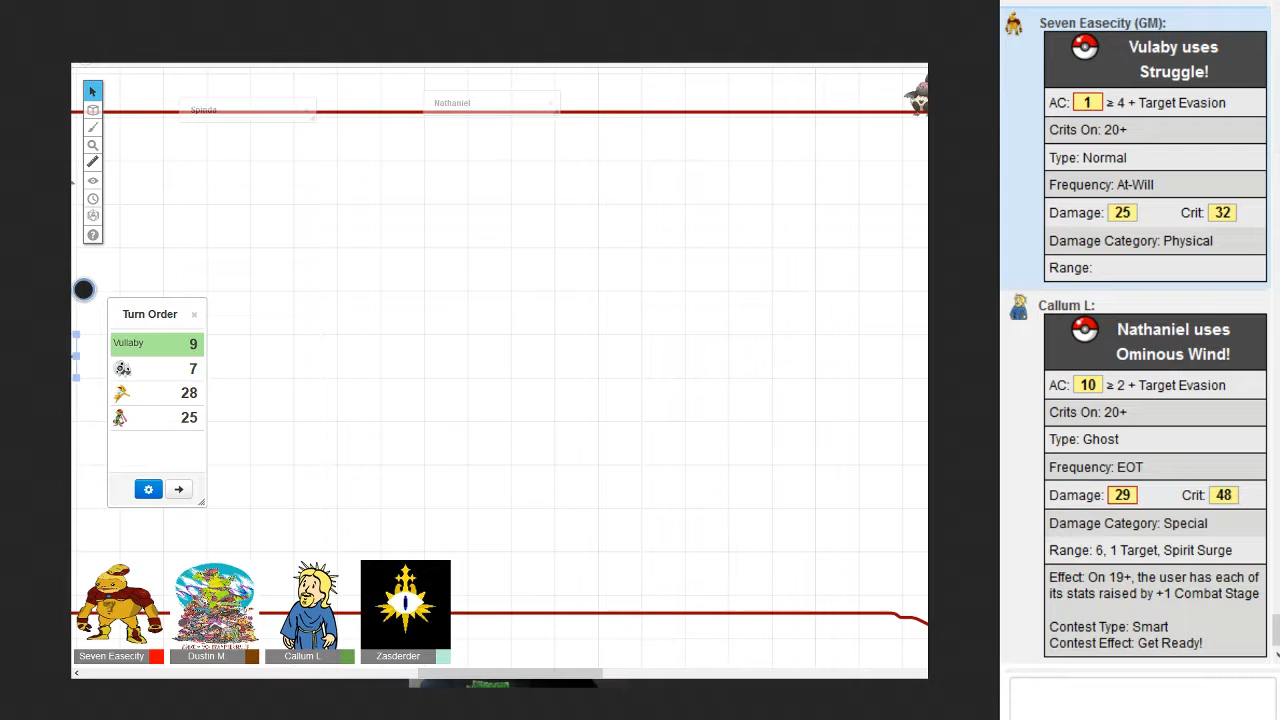 Spinda
Nathaniel
Turn Order
Vullaby 9
7
28
25
Seven Easecity
Dustin M
Callum L
Zasderder
Seven Easecity (GM):
Vulaby uses
Struggle!
AC: 1 ≥ 4 + Target Evasion
Crits On: 20+
Type: Normal
Frequency: At-Will
Damage: 25 Crit: 32
Damage Category: Physical
Range:
Callum L:
Nathaniel uses
Ominous Wind!
AC: 10 ≥ 2 + Target Evasion
Crits On: 20+
Type: Ghost
Frequency: EOT
Damage: 29 Crit: 48
Damage Category: Special
Range: 6, 1 Target, Spirit Surge
Effect: On 19+, the user has each of
its stats raised by +1 Combat Stage
Contest Type: Smart
Contest Effect: Get Ready!